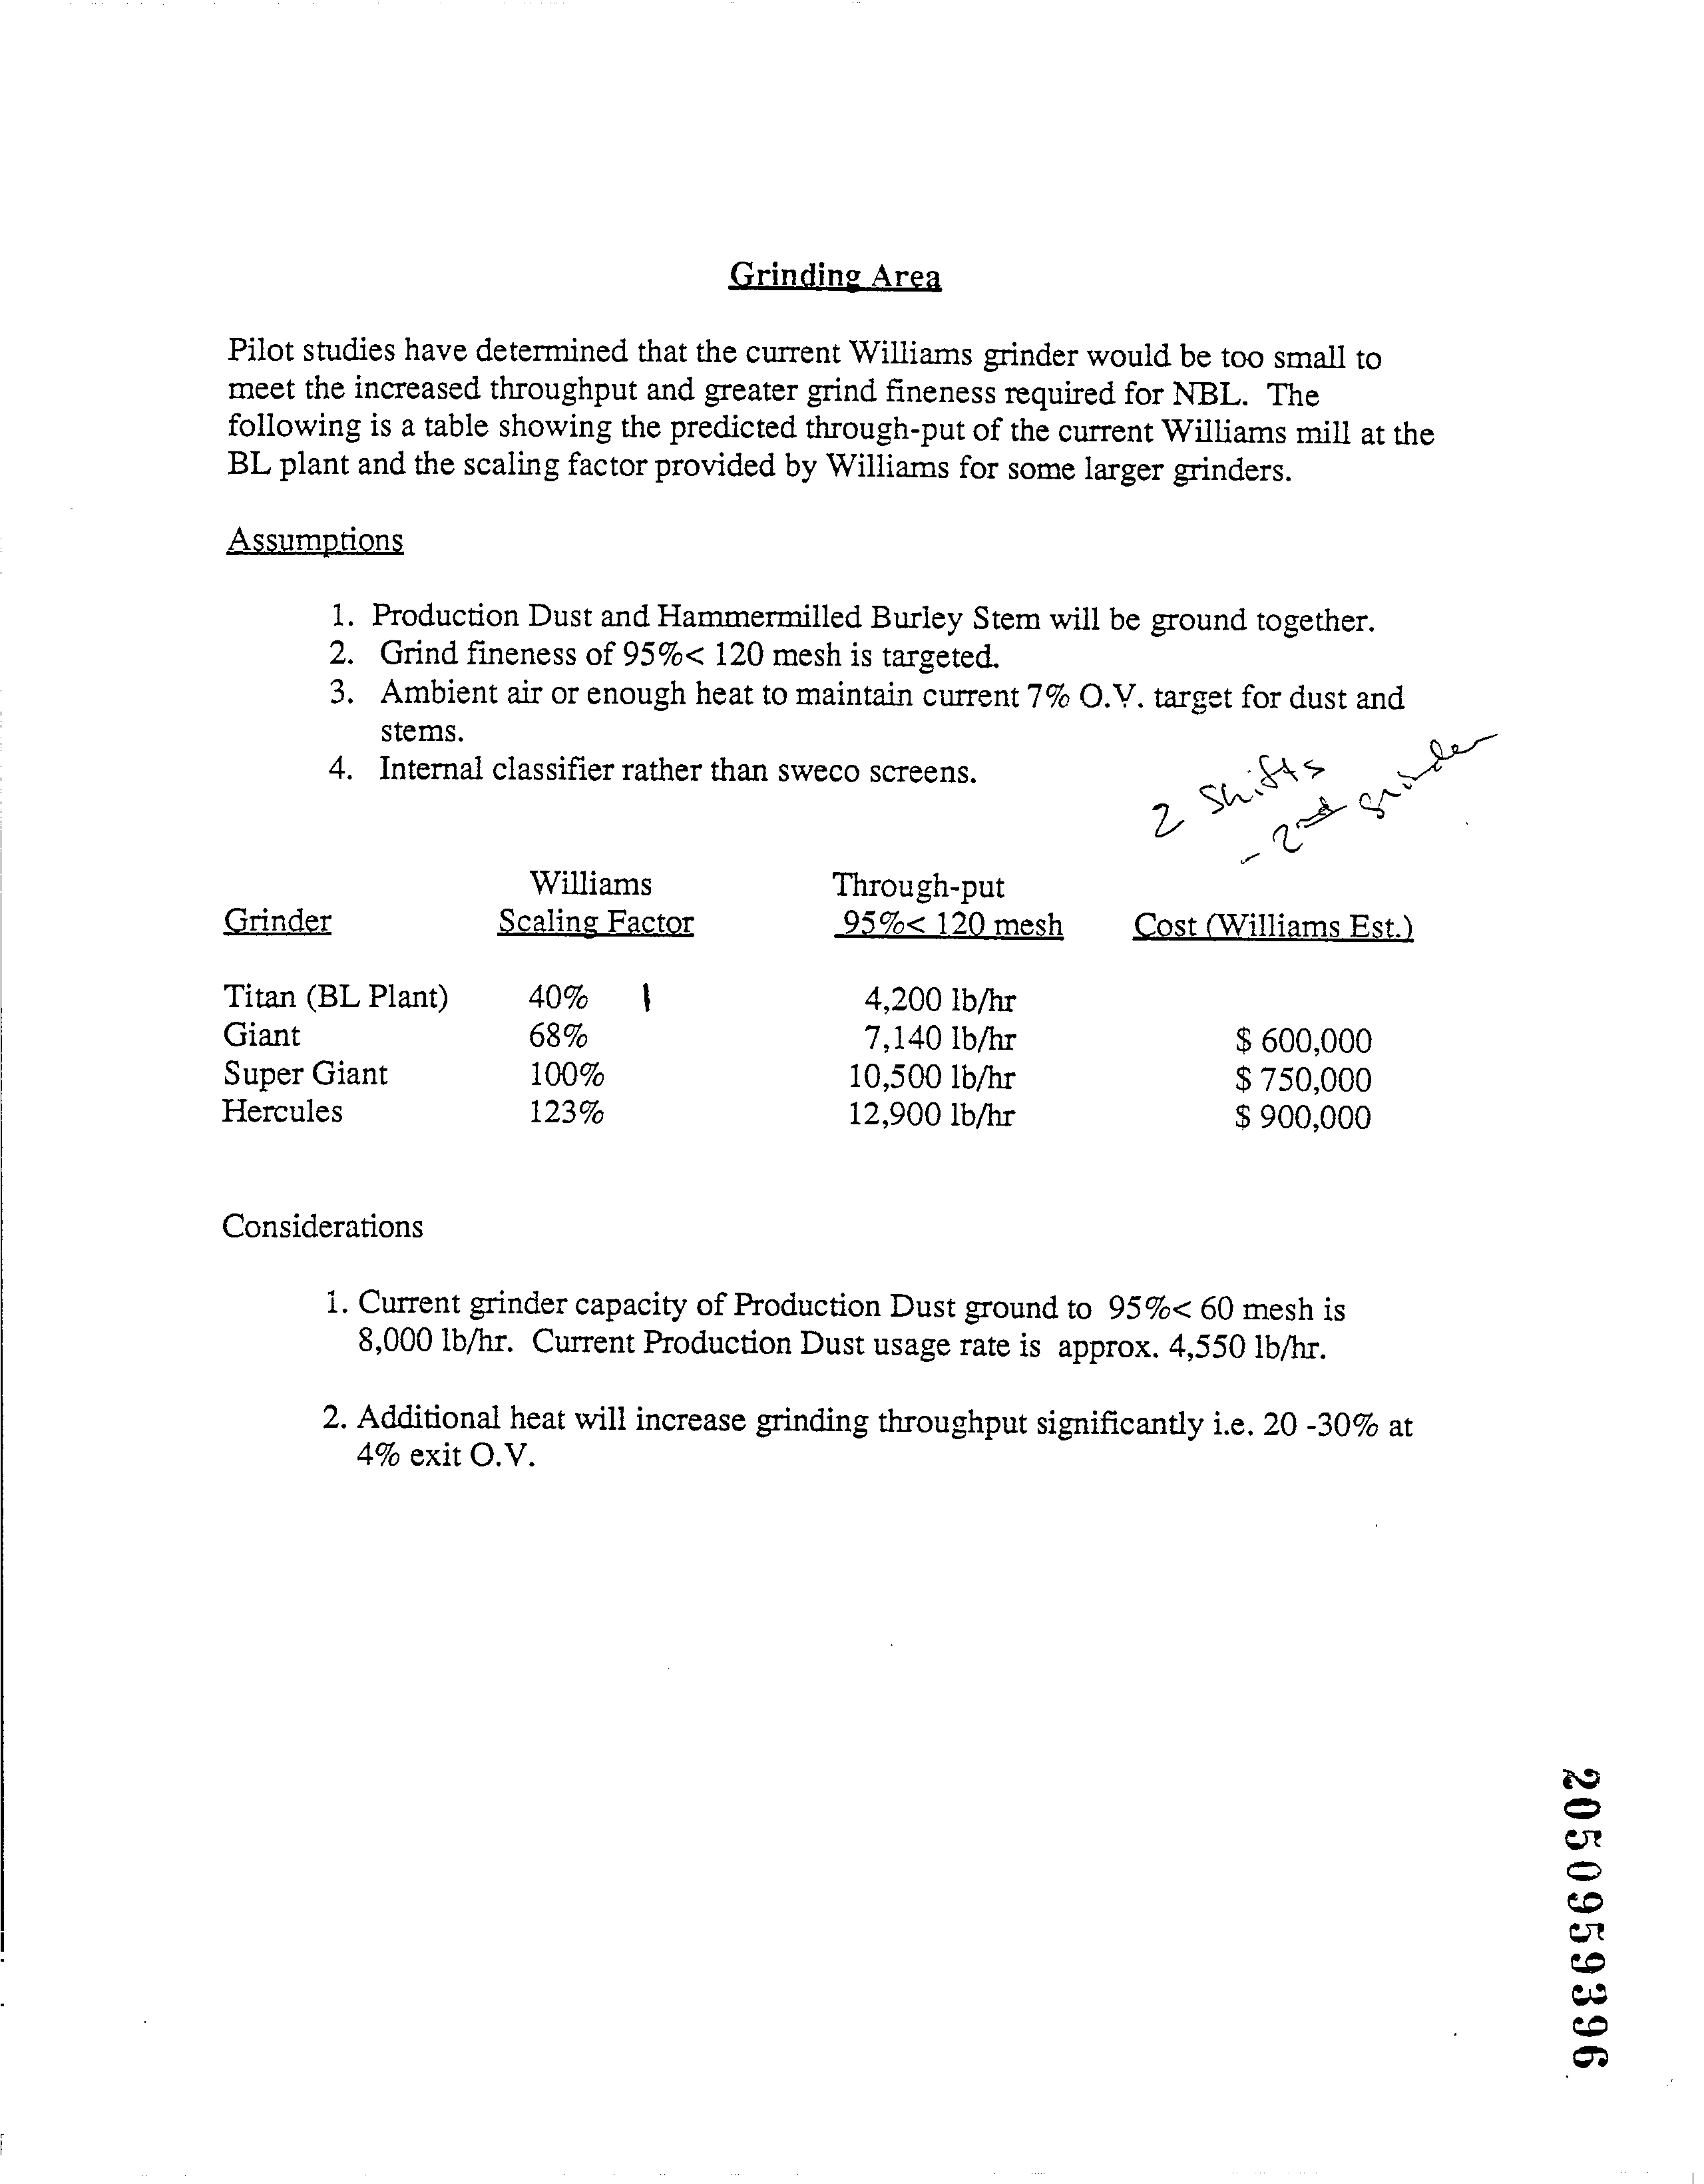 Grinding Area
Pilot studies have determined that the current Williams grinder would be too small to
meet the increased throughput and greater grind fineness required for NBL. The
following is a table showing the predicted through-put of the current Williams mill at the
BL plant and the scaling factor provided by Williams for some larger grinders.
Assumptions
1. Production Dust and Hammermilled Burley Stem will be ground together.
2. Grind fineness of 95%< 120 mesh is targeted.
3. Ambient air or enough heat to maintain current 7% O.V. target for dust and
stems.
4. Internal classifier rather than sweco screens.
2 shifts
- 2nd grinder
Williams Through-put
Grinder Scaling Factor 95%< 120 mesh Cost (Williams Est.)
Titan (BL Plant) 40% 4,200 lb/hr
Giant 68% 7,140 lb/hr $ 600,000
Super Giant 100% 10,500 lb/hr $ 750,000
Hercules 123% 12,900 lb/hr $ 900,000
Considerations
1. Current grinder capacity of Production Dust ground to 95%< 60 mesh is
8,000 lb/hr. Current Production Dust usage rate is approx. 4,550 lb/hr.
2. Additional heat will increase grinding throughput significantly i.e. 20 -30% at
4% exit O.V.
2050959396